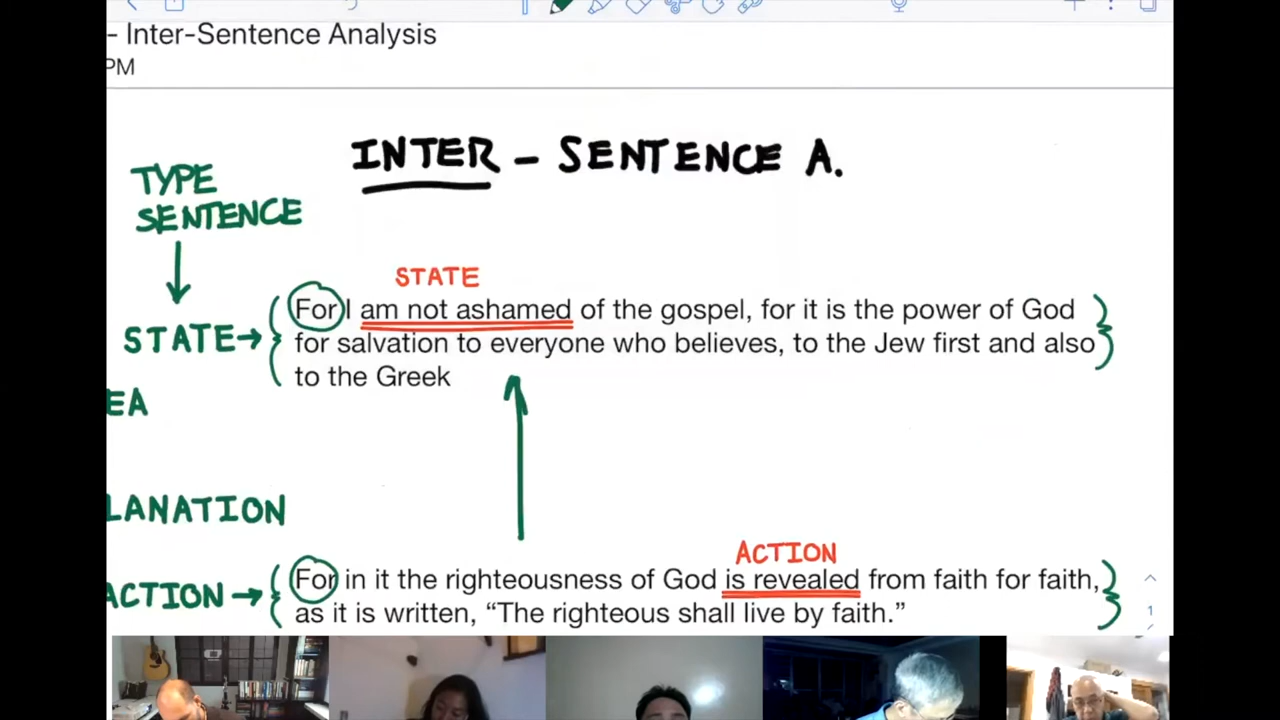 - Inter-Sentence Analysis
PM
INTER - SENTENCE A.
TYPE
SENTENCE
STATE
For I am not ashamed of the gospel, for it is the power of God
STATE→ for salvation to everyone who believes, to the Jew first and also
to the Greek
EA
LANATION
ACTION
For in it the righteousness of God is revealed from faith for faith,
ACTION→ as it is written, “The righteous shall live by faith.”
1